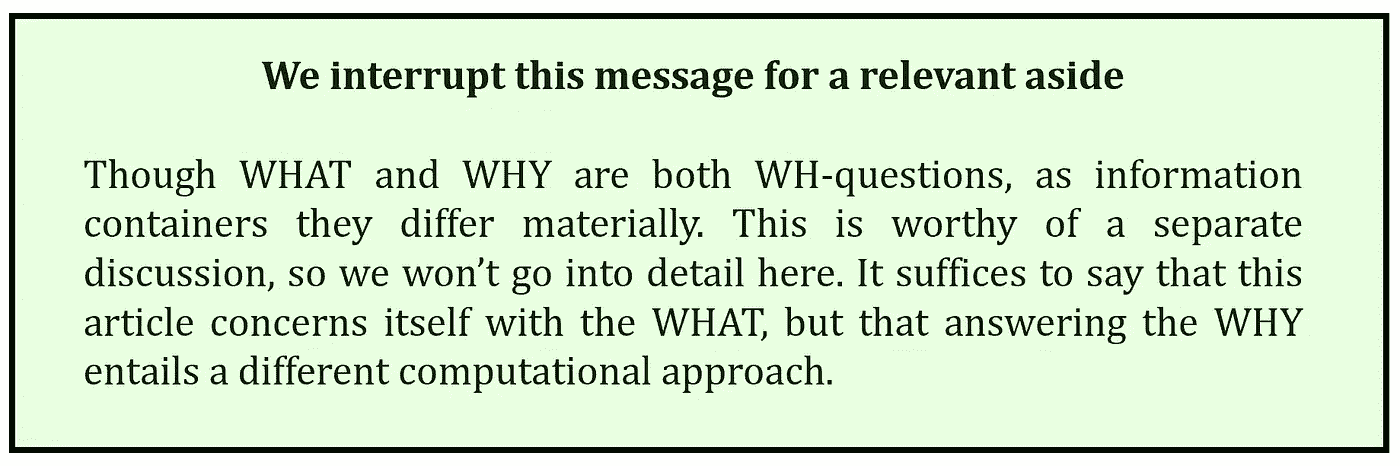 We interrupt this message for a relevant aside
Though WHAT and WHY are both WH-questions, as information
containers they differ materially. This is worthy of a separate
discussion, so we won’t go into detail here. It suffices to say that this
article concerns itself with the WHAT, but that answering the WHY
entails a different computational approach.